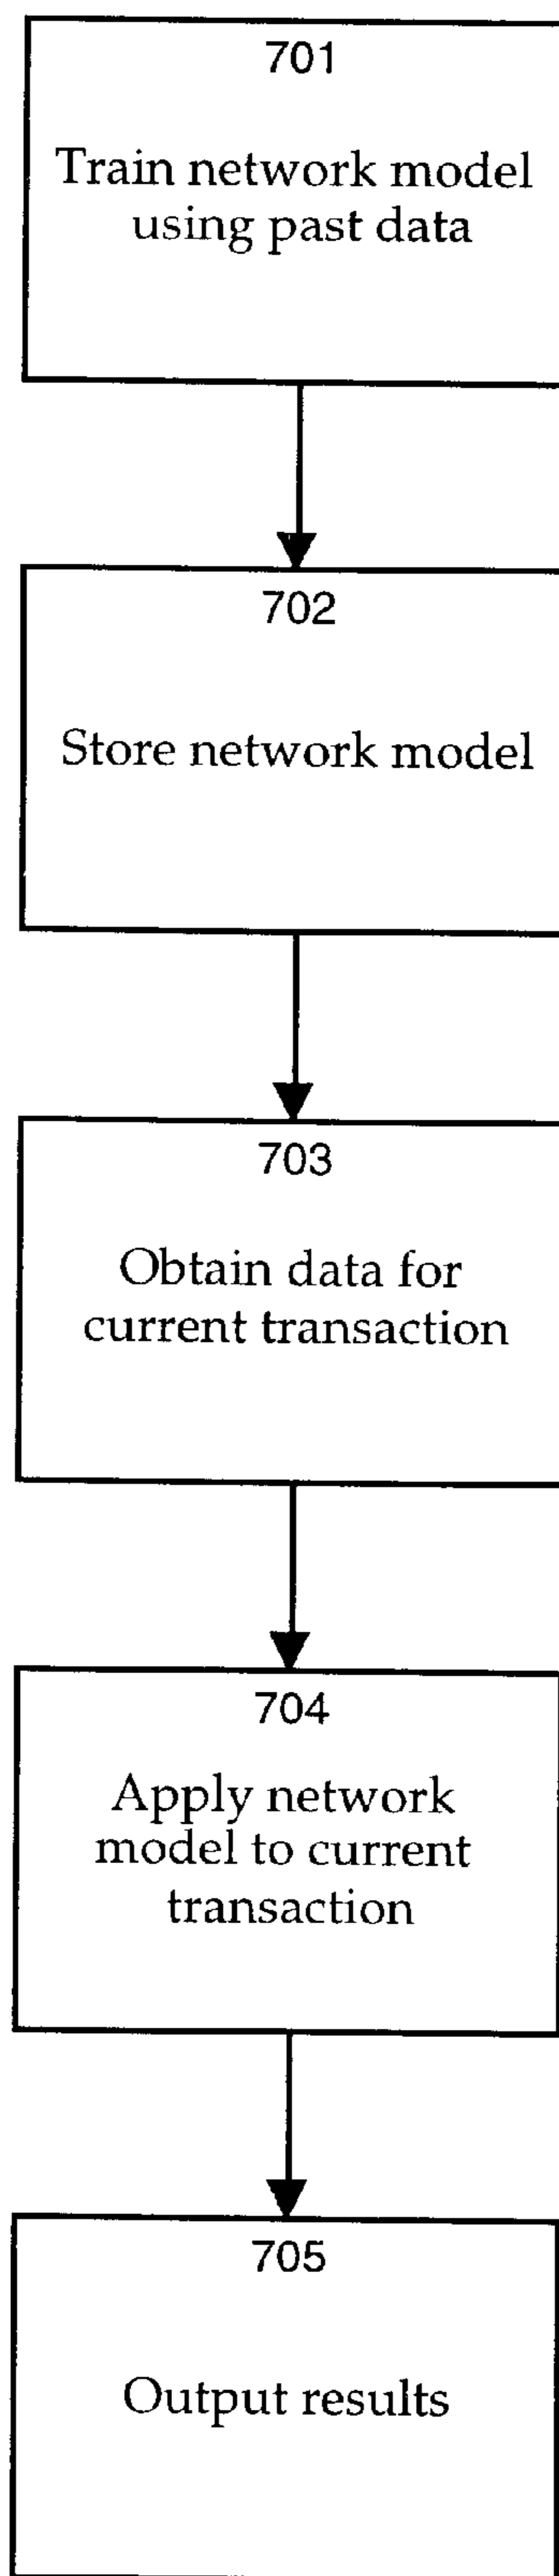 701
Train network model
using past data
702
Store network model
703
Obtain data for
current transaction
704
Apply network
model to current
transaction
705
Output results